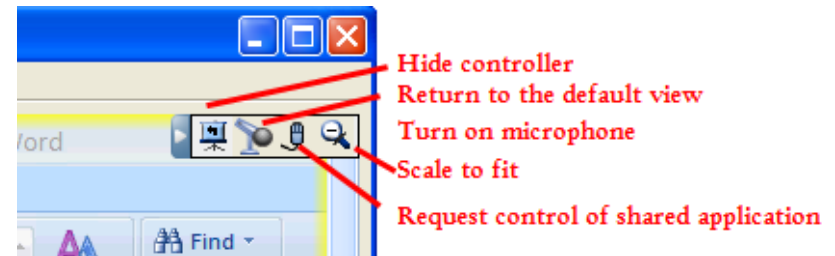 Hide controller
Return to the default view
Word
Turn on microphone
Scale to fit
Request control of shared application
Find